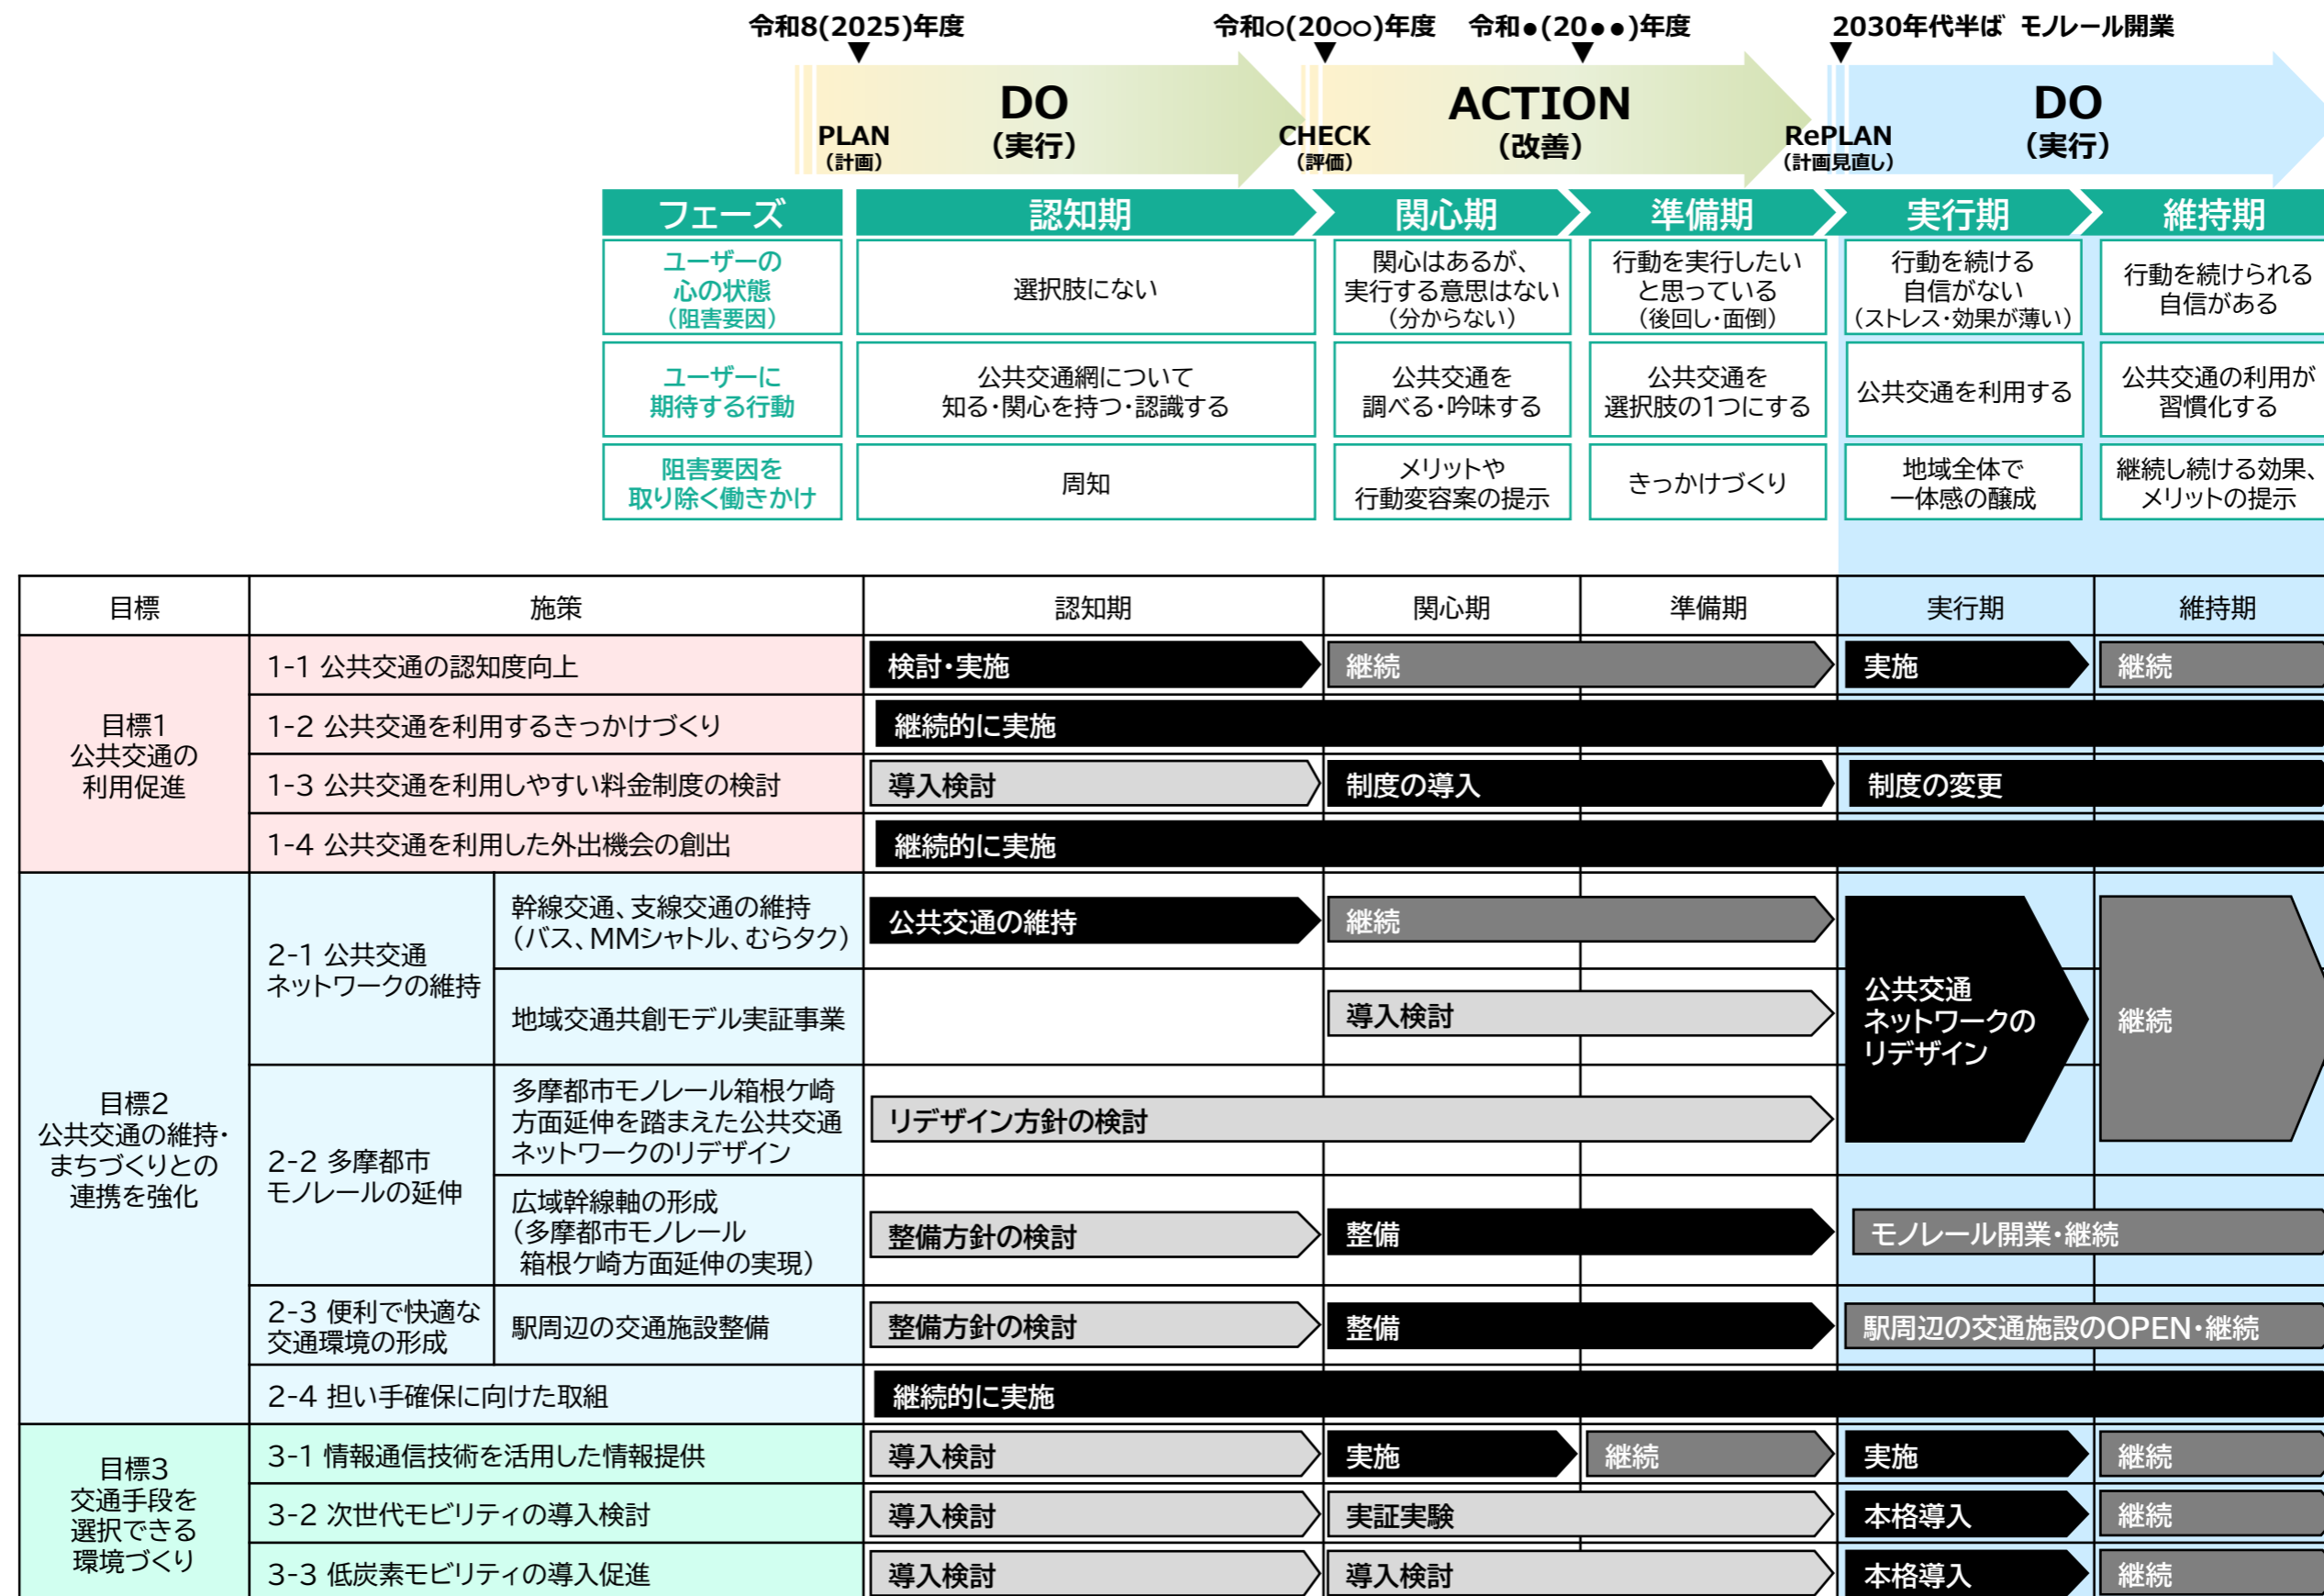 令和8(2025)年度
令和○(20○○)年度
令和●(20●●)年度
2030年代半ば モノレール開業
PLAN
（計画）
DO
（実行）
CHECK
（評価）
ACTION
（改善）
RePLAN
（計画見直し）
DO
（実行）
フェーズ
認知期
関心期
準備期
実行期
維持期
ユーザーの
心の状態
（阻害要因）
選択肢にない
関心はあるが、
実行する意思はない
（分からない）
行動を実行したい
と思っている
（後回し・面倒）
行動を続ける
自信がない
（ストレス・効果が薄い）
行動を続けられる
自信がある
ユーザーに
期待する行動
公共交通網について
知る・関心を持つ・認識する
公共交通を
調べる・吟味する
公共交通を
選択肢の1つにする
公共交通を利用する
公共交通の利用が
習慣化する
阻害要因を
取り除く働きかけ
周知
メリットや
行動変容案の提示
きっかけづくり
地域全体で
一体感の醸成
継続し続ける効果、
メリットの提示
目標
施策
認知期
関心期
準備期
実行期
維持期
目標1
公共交通の
利用促進
1-1 公共交通の認知度向上
検討・実施
継続
実施
継続
1-2 公共交通を利用するきっかけづくり
継続的に実施
1-3 公共交通を利用しやすい料金制度の検討
導入検討
制度の導入
制度の変更
1-4 公共交通を利用した外出機会の創出
継続的に実施
目標2
公共交通の維持・
まちづくりとの
連携を強化
2-1 公共交通
ネットワークの維持
幹線交通、支線交通の維持
（バス、MMシャトル、むらタク）
公共交通の維持
継続
公共交通
ネットワークの
リデザイン
継続
地域交通共創モデル実証事業
導入検討
2-2 多摩都市
モノレールの延伸
多摩都市モノレール箱根ケ崎
方面延伸を踏まえた公共交通
ネットワークのリデザイン
リデザイン方針の検討
広域幹線軸の形成
（多摩都市モノレール
箱根ケ崎方面延伸の実現）
整備方針の検討
整備
モノレール開業・継続
2-3 便利で快適な
交通環境の形成
駅周辺の交通施設整備
整備方針の検討
整備
駅周辺の交通施設のOPEN・継続
2-4 担い手確保に向けた取組
継続的に実施
目標3
交通手段を
選択できる
環境づくり
3-1 情報通信技術を活用した情報提供
導入検討
実施
継続
実施
継続
3-2 次世代モビリティの導入検討
導入検討
実証実験
本格導入
継続
3-3 低炭素モビリティの導入促進
導入検討
導入検討
本格導入
継続